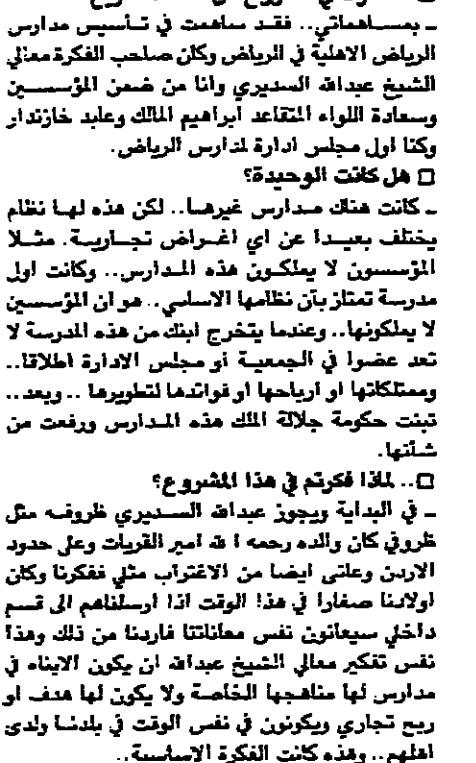 ـ بمساهماتي.. فقد ساهمت في تأسيس مدارس
الرياض الاهلية في الرياض وكان صاحب الفكرة معالي
الشيخ عبدالله السديري وانا من ضمن المؤسسين
وسعادة اللواء المتقاعد ابراهيم المالك وعابد خازندار
وكنا اول مجلس ادارة لمدارس الرياض.
□ هل كانت الوحيدة؟
ـ كانت هناك مدارس غيرها.. لكن هذه لها نظام
يختلف بعيدا عن اي اغراض تجارية. مثلا
المؤسسون لا يملكون هذه المدارس.. وكانت اول
مدرسة تمتاز بأن نظامها الاساسي.. هو ان المؤسسين
لا يملكونها.. وعندما يتخرج ابنك من هذه المدرسة لا
تعد عضوا في الجمعية أو مجلس الادارة اطلاقا..
وممتلكاتها او ارباحها او فوائدها لتطويرها .. وبعد..
تبنت حكومة جلالة الملك هذه المدارس ورفعت من
شأنها.
□.. لماذا فكرتم في هذا المشروع؟
ـ في البداية ويجوز عبدالله السديري ظروفه مثل
ظروفي كان والده رحمه ا لله امير القريات وعلى حدود
الاردن وعانى ايضا من الاغتراب مثلي ففكرنا وكان
اولادنا صغارا في هذا الوقت اذا ارسلناهم الى قسم
داخلي سيعانون نفس معاناتنا فاردنا من ذلك وهذا
نفس تفكير معالي الشيخ عبدالله ان يكون الابناء في
مدارس لها مناهجها الخاصة ولا يكون لها هدف او
ربح تجاري ويكونون في نفس الوقت في بلدنا ولدى
اهلهم.. وهذه كانت الفكرة الاساسية..